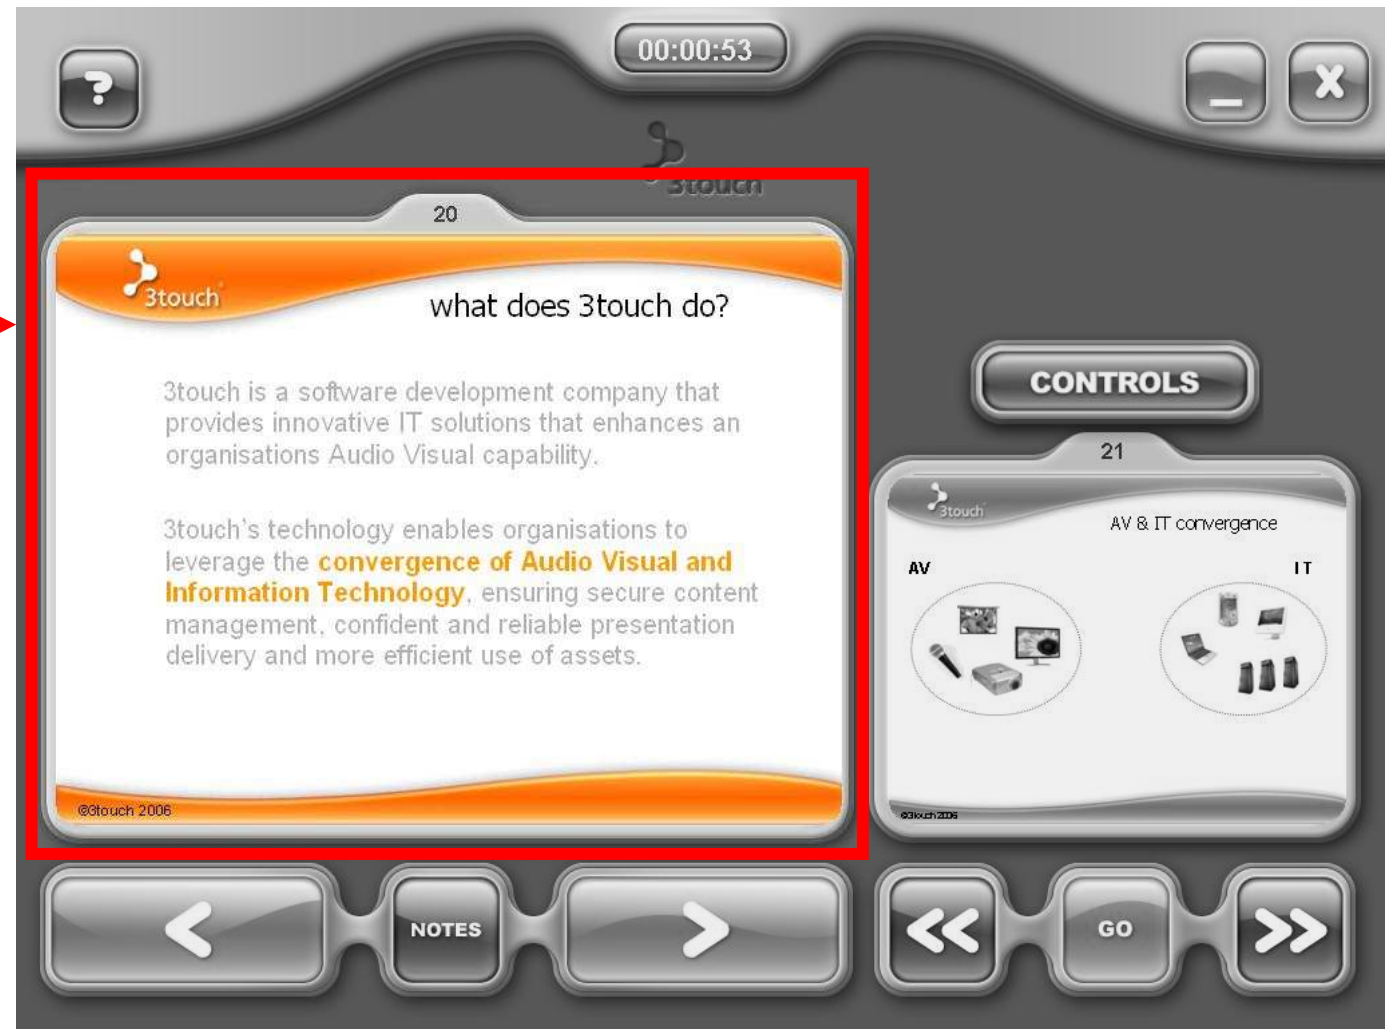 00:00:53
?
_
X
3touch
20
3touch
what does 3touch do?
3touch is a software development company that
provides innovative IT solutions that enhances an
organisations Audio Visual capability.
3touch's technology enables organisations to
leverage the convergence of Audio Visual and
Information Technology, ensuring secure content
management, confident and reliable presentation
delivery and more efficient use of assets.
©3touch 2006
CONTROLS
21
3touch
AV & IT convergence
AV
IT
©3touch 2006
<
NOTES
>
<<
GO
>>